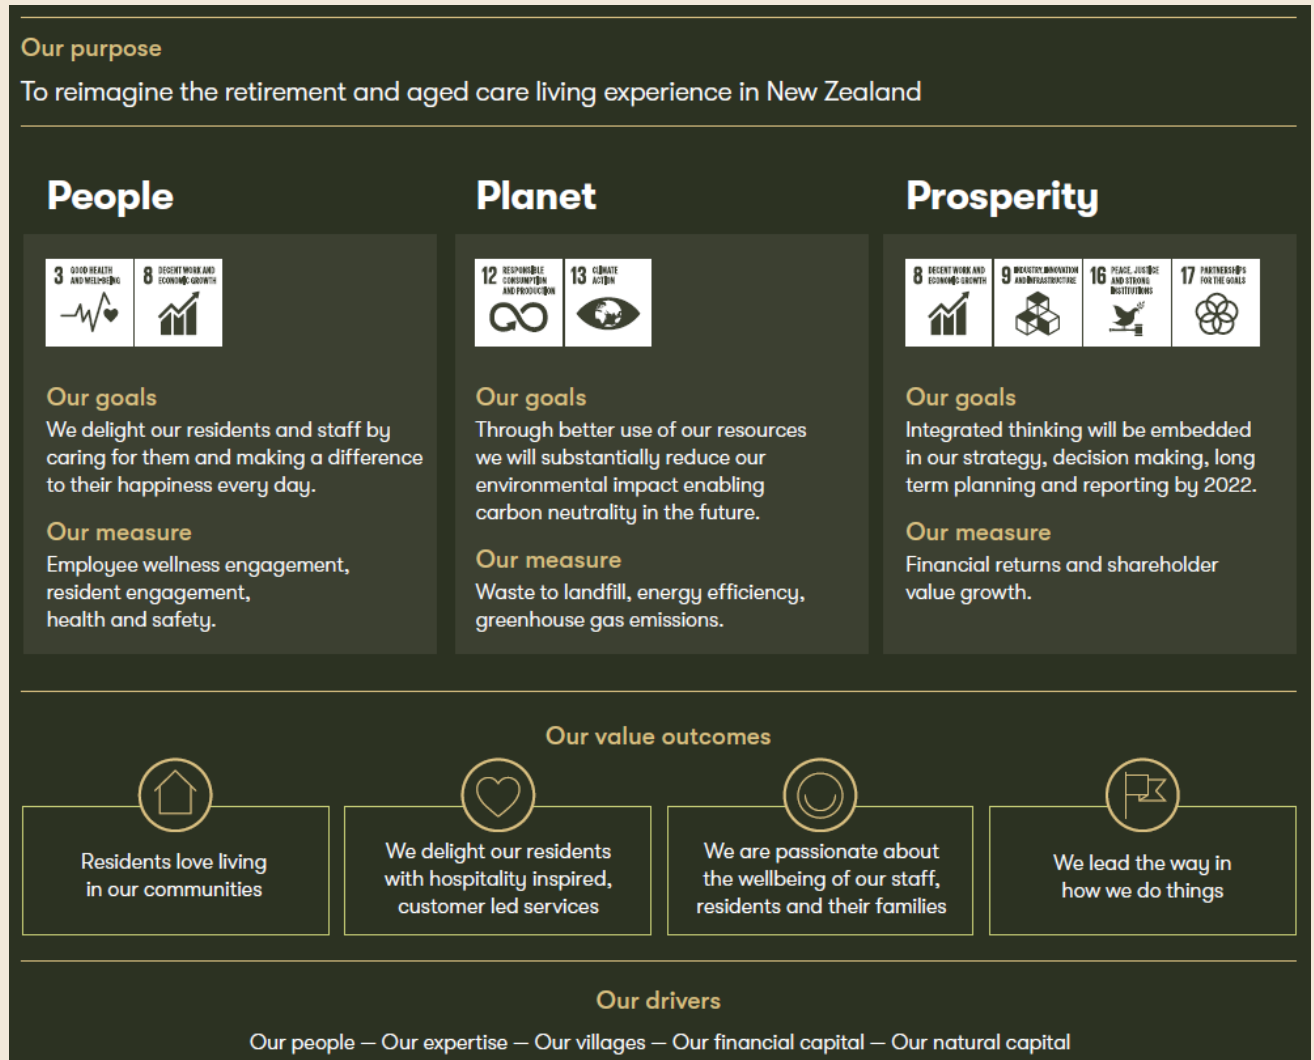 Our purpose
To reimagine the retirement and aged care living experience in New Zealand
People
3 GOOD HEALTH
AND WELL-BEING
8 DECENT WORK AND
ECONOMIC GROWTH
Our goals
We delight our residents and staff by
caring for them and making a difference
to their happiness every day.
Our measure
Employee wellness engagement,
resident engagement,
health and safety.
Planet
12 RESPONSIBLE
CONSUMPTION
AND PRODUCTION
13 CLIMATE
ACTION
Our goals
Through better use of our resources
we will substantially reduce our
environmental impact enabling
carbon neutrality in the future.
Our measure
Waste to landfill, energy efficiency,
greenhouse gas emissions.
Prosperity
8 DECENT WORK AND
ECONOMIC GROWTH
9 INDUSTRY, INNOVATION
AND INFRASTRUCTURE
16 PEACE, JUSTICE
AND STRONG
INSTITUTIONS
17 PARTNERSHIPS
FOR THE GOALS
Our goals
Integrated thinking will be embedded
in our strategy, decision making, long
term planning and reporting by 2022.
Our measure
Financial returns and shareholder
value growth.
Our value outcomes
Residents love living
in our communities
We delight our residents
with hospitality inspired,
customer led services
We are passionate about
the wellbeing of our staff,
residents and their families
We lead the way in
how we do things
Our drivers
Our people — Our expertise — Our villages — Our financial capital — Our natural capital